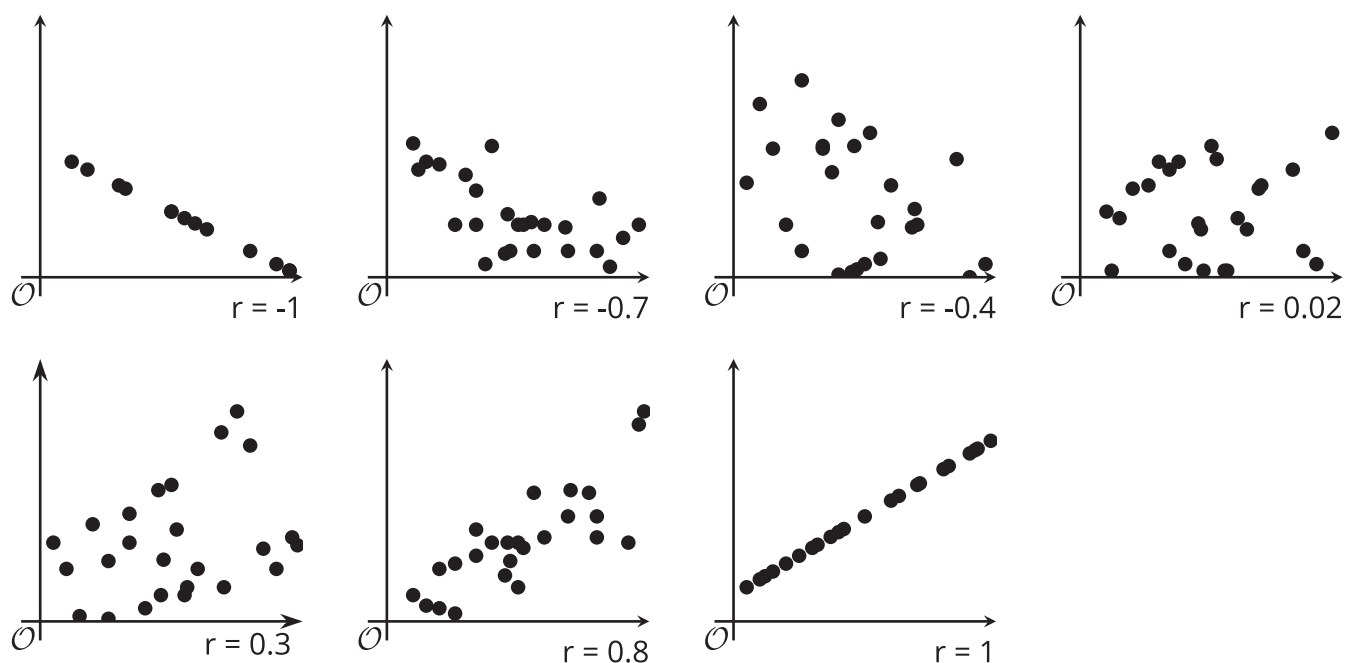 𝒪
r = -1
𝒪
r = -0.7
𝒪
r = -0.4
𝒪
r = 0.02
𝒪
r = 0.3
𝒪
r = 0.8
𝒪
r = 1